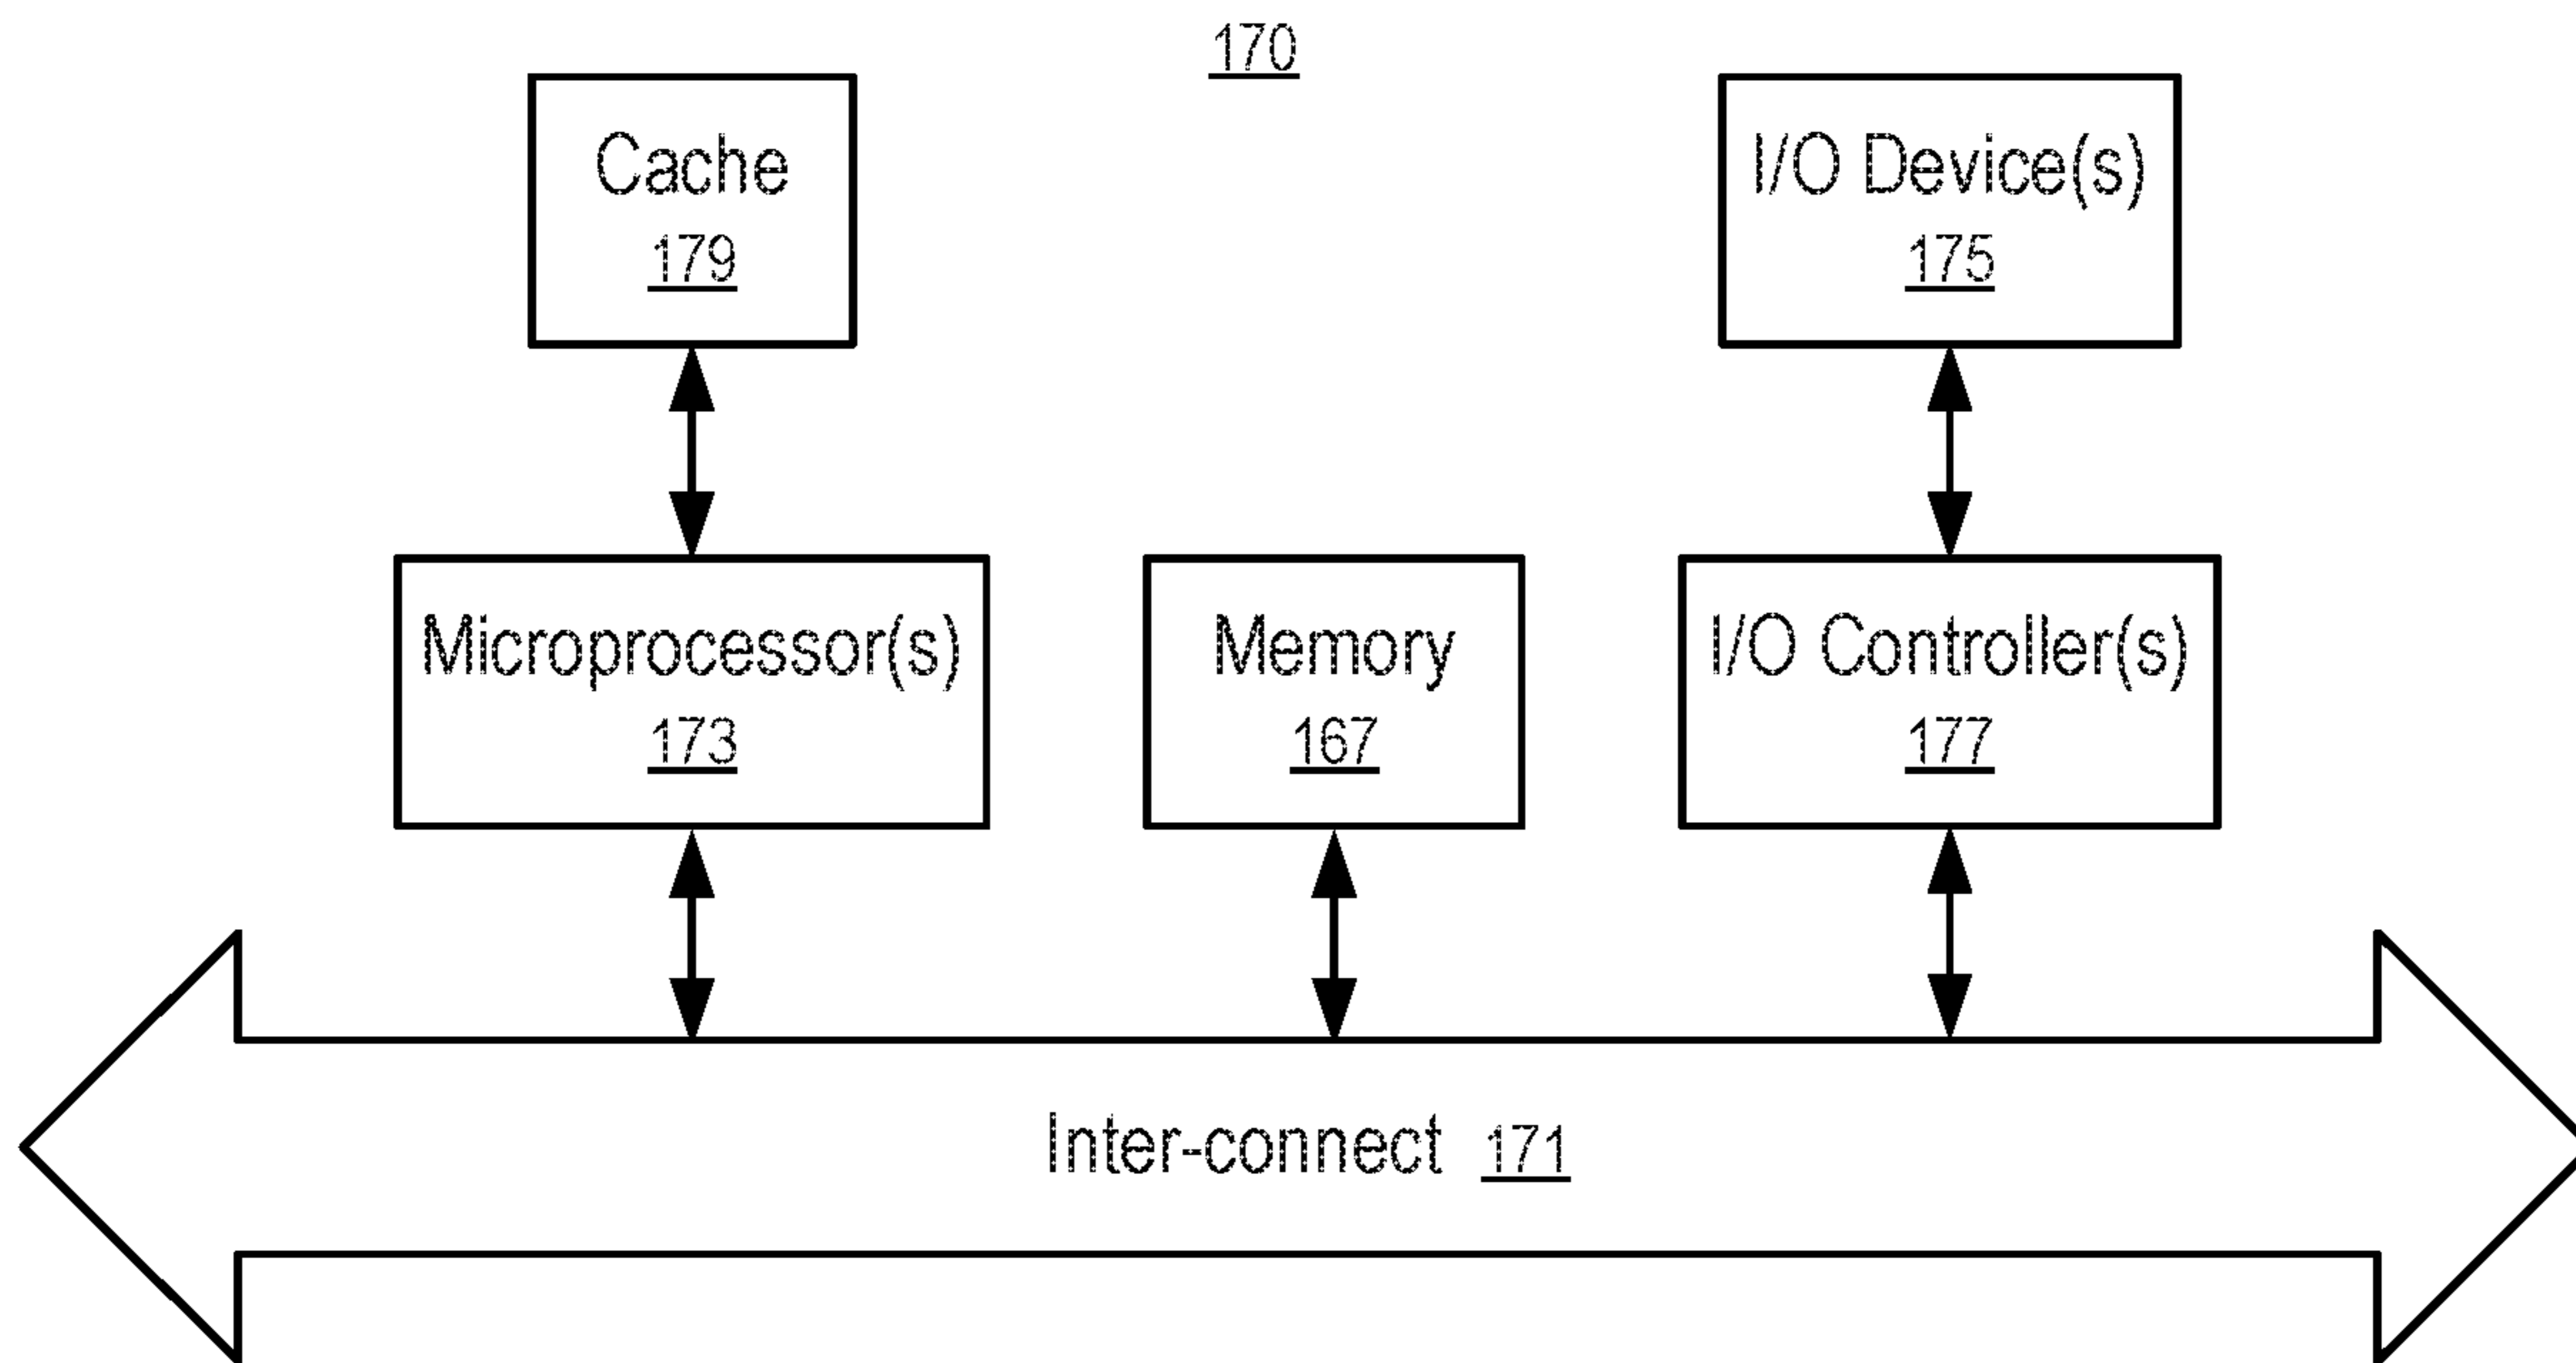 170
Cache
179
I/O Device(s)
175
Microprocessor(s)
173
Memory
167
I/O Controller(s)
177
Inter-connect 171